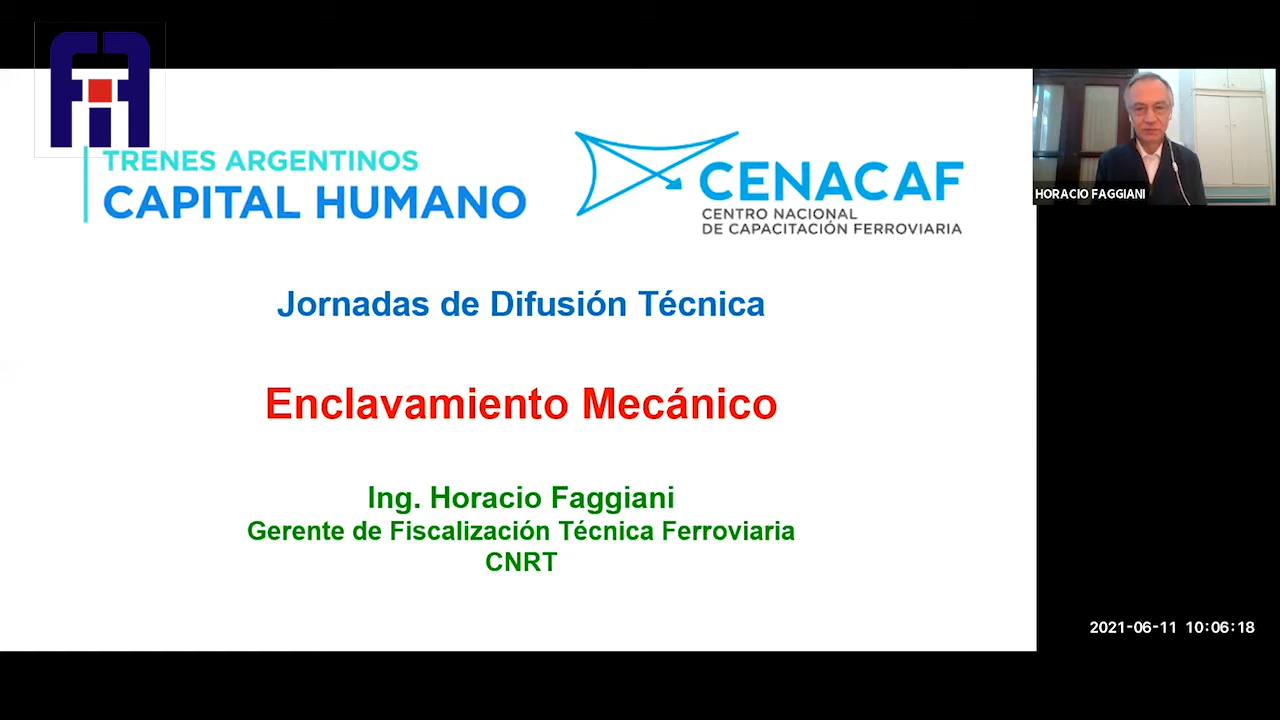 TRENES ARGENTINOS
CAPITAL HUMANO
CENACAF
CENTRO NACIONAL
DE CAPACITACIÓN FERROVIARIA
HORACIO FAGGIANI
Jornadas de Difusión Técnica
Enclavamiento Mecánico
Ing. Horacio Faggiani
Gerente de Fiscalización Técnica Ferroviaria
CNRT
2021-06-11 10:06:18